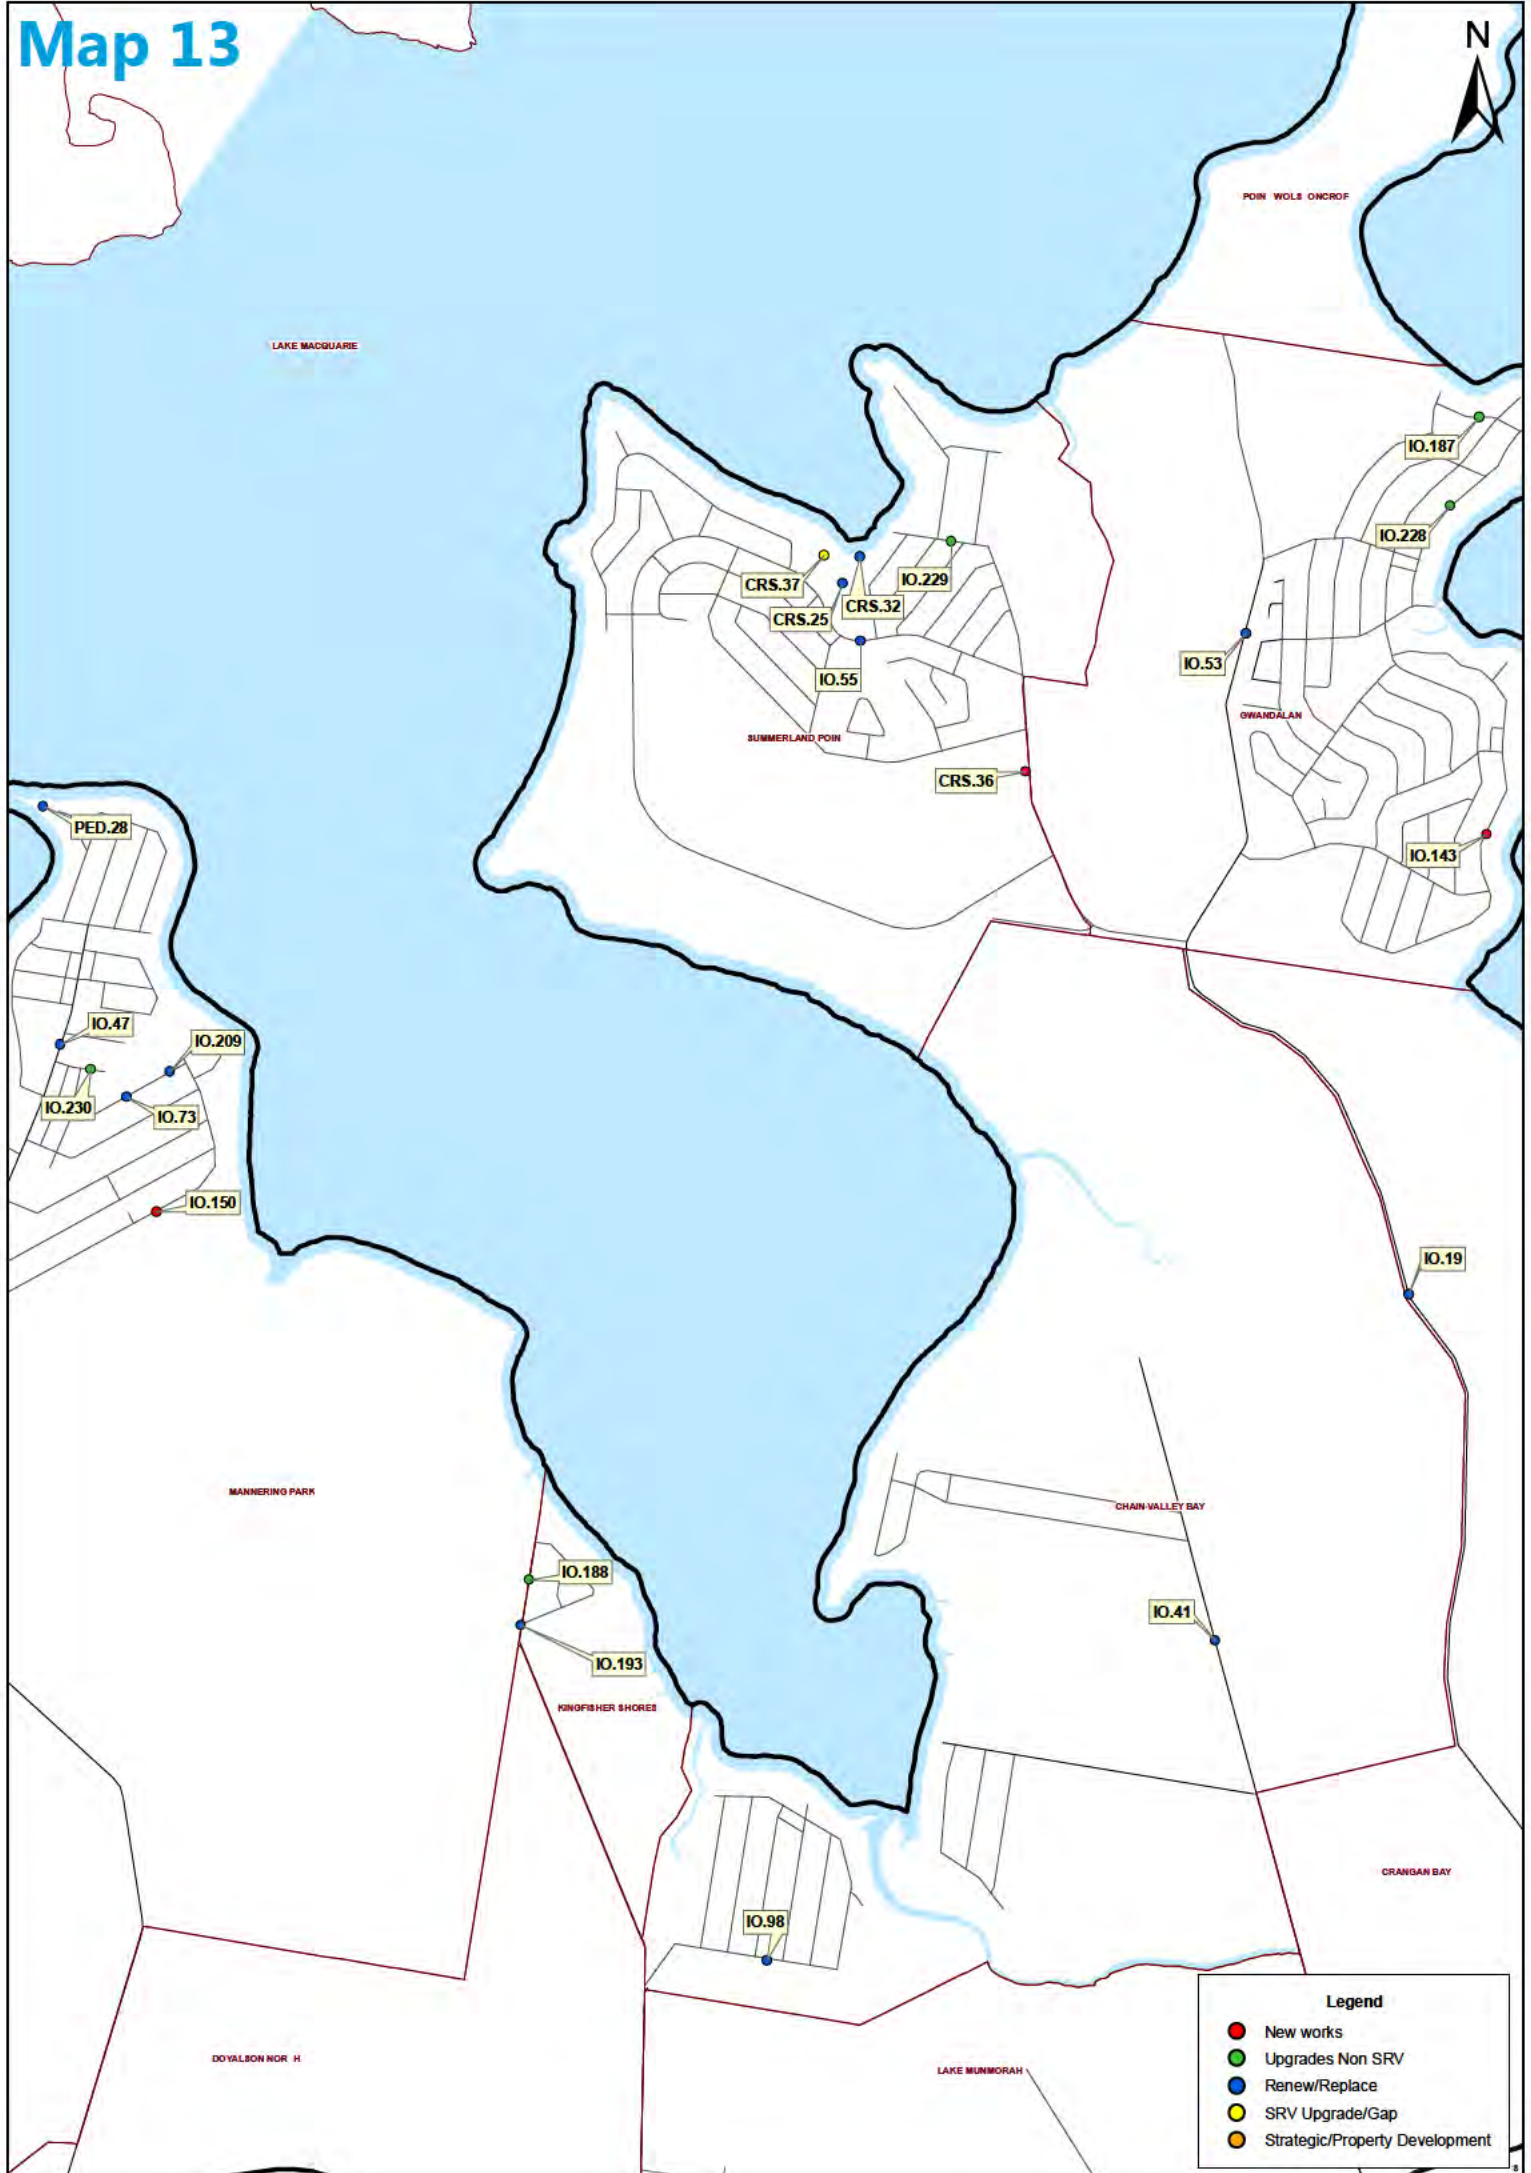 Map 13
N
POIN WOLS ONCROF
LAKE MACQUARIE
IO.187
IO.228
CRS.37
IO.229
CRS.32
CRS.25
IO.53
IO.55
GWANDALAN
SUMMERLAND POIN
CRS.36
PED.28
IO.143
IO.47
IO.209
IO.230
IO.73
IO.150
IO.19
MANNERING PARK
CHAIN VALLEY BAY
IO.188
IO.41
IO.193
KINGFISHER SHORES
CRANGAN BAY
IO.98
DOYALSON NOR H
LAKE MUNMORAH
Legend
New works
Upgrades Non SRV
Renew/Replace
SRV Upgrade/Gap
Strategic/Property Development